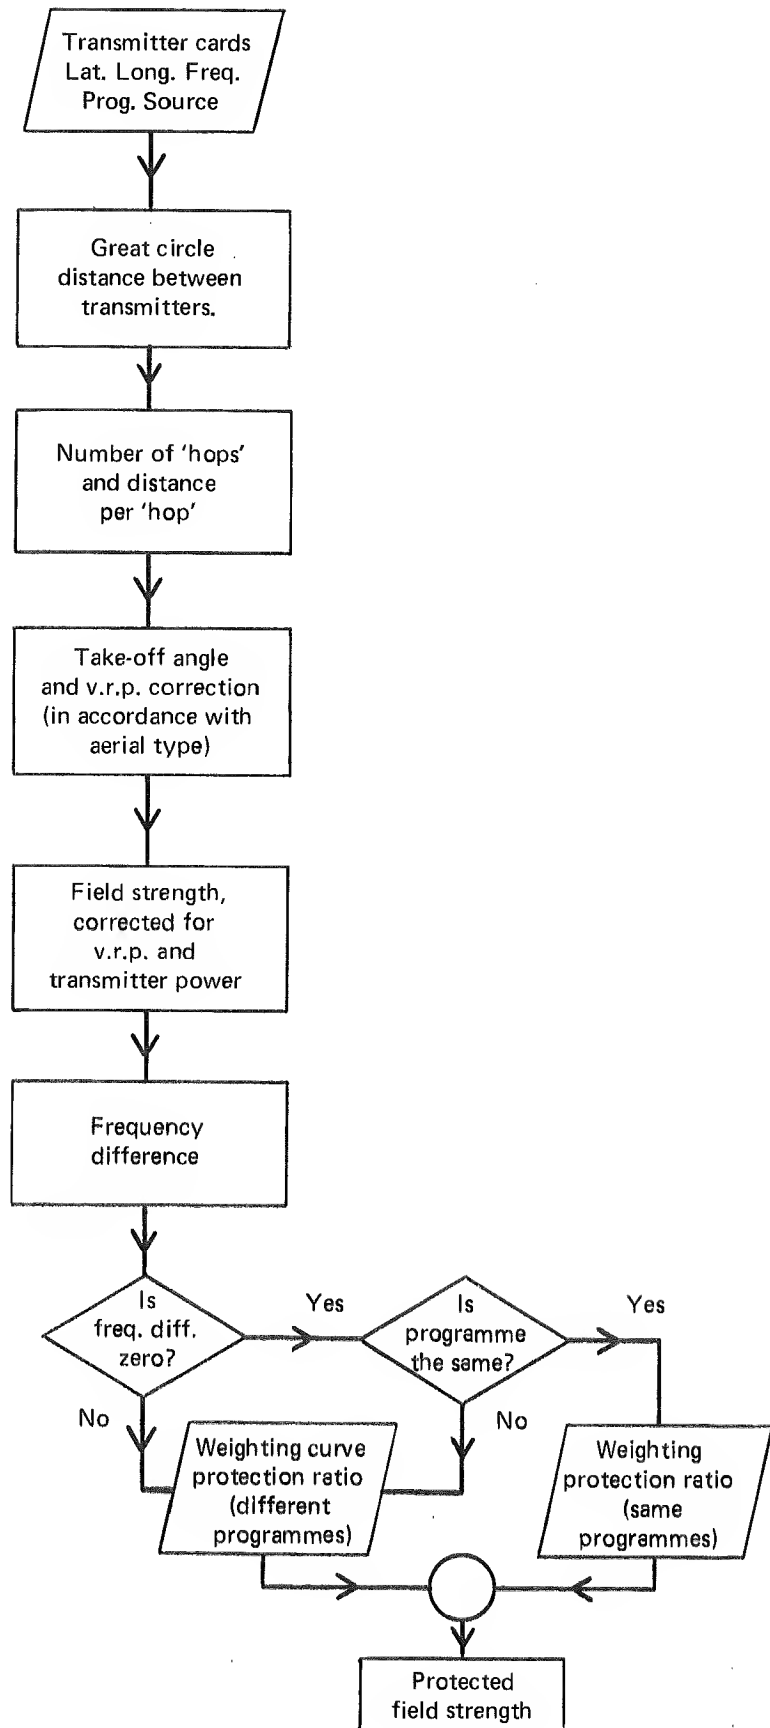 Transmitter cards
Lat. Long. Freq.
Prog. Source
Great circle
distance between
transmitters.
Number of 'hops'
and distance
per 'hop'
Take-off angle
and v.r.p. correction
(in accordance with
aerial type)
Field strength,
corrected for
v.r.p. and
transmitter power
Frequency
difference
Is
freq. diff.
zero?
Yes
Is
programme
the same?
Yes
No
No
Weighting curve
protection ratio
(different
programmes)
Weighting
protection ratio
(same
programmes)
Protected
field strength